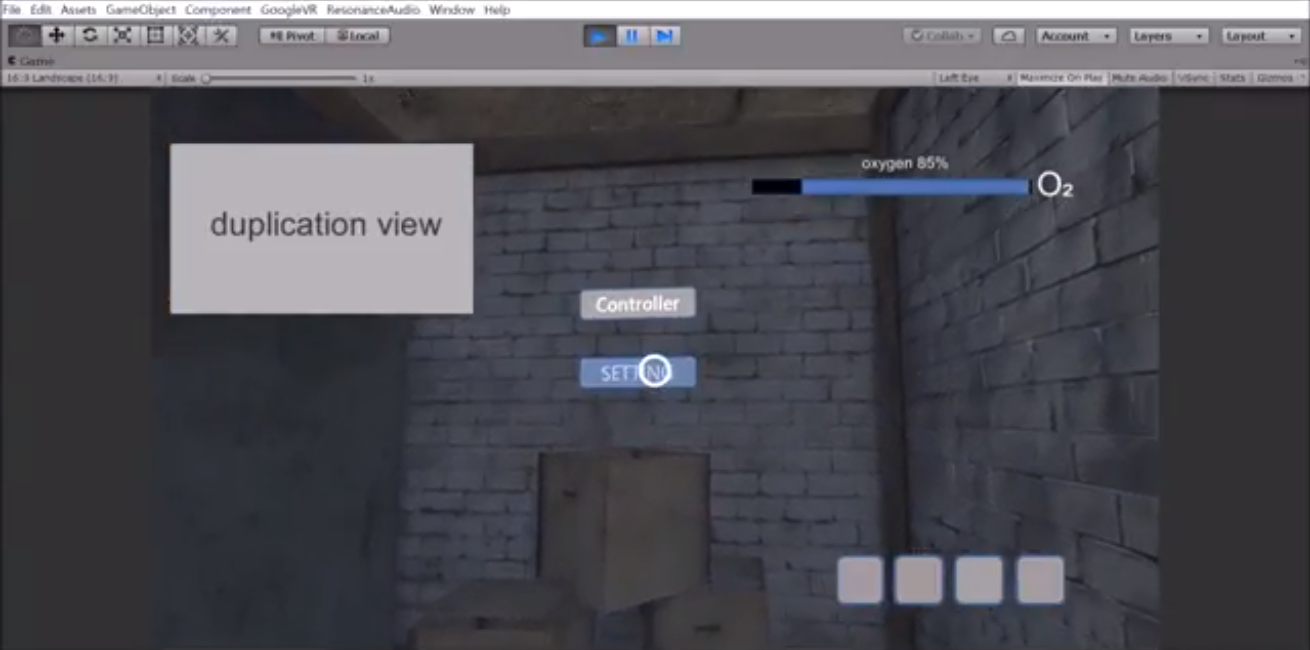 File Edit Assets GameObject Component GoogleVR ResonanceAudio Window Help
Pivot Local Collab Account Layers Layout
Game
16:9 Landscape (16:9) Scale 1x Left Eye Maximize On Play Mute Audio VSync Stats Gizmos
oxygen 85%
O₂
duplication view
Controller
SETTING